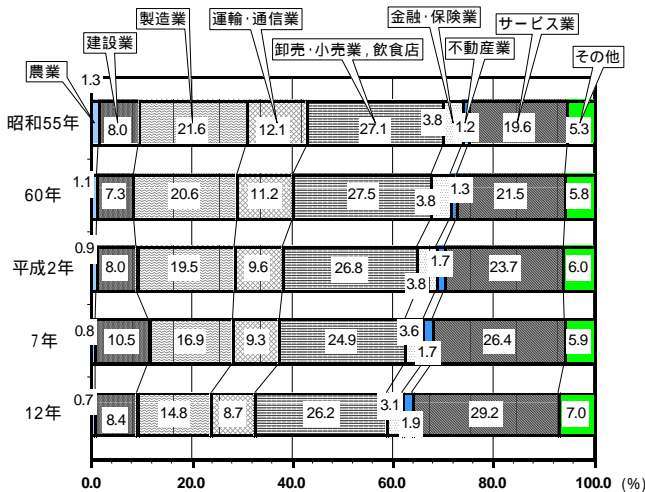 製造業 運輸・通信業 金融・保険業 サービス業
建設業 卸売・小売業，飲食店 不動産業
農業 その他
1.3
昭和55年 8.0 21.6 12.1 27.1 3.8 1.2 19.6 5.3
1.1
60年 7.3 20.6 11.2 27.5 3.8 1.3 21.5 5.8
0.9
平成2年 8.0 19.5 9.6 26.8 3.8 1.7 23.7 6.0
0.8
7年 10.5 16.9 9.3 24.9 3.6 1.7 26.4 5.9
0.7
12年 8.4 14.8 8.7 26.2 3.1 1.9 29.2 7.0
0.0 20.0 40.0 60.0 80.0 100.0 (%)